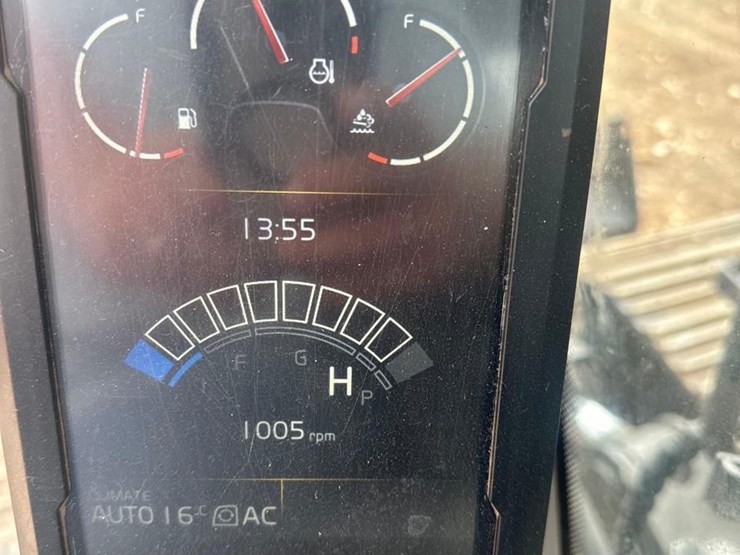 F
F
13:55
I F G H P
1005 rpm
CLIMATE
AUTO 16°C AC